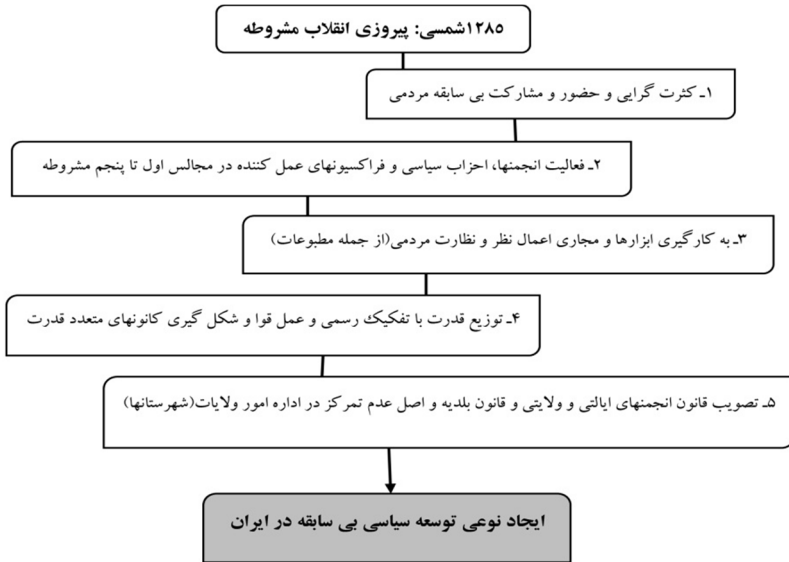 ۱۲۸۵شمسی: پیروزی انقلاب مشروطه
۱ـ کثرت گرایی و حضور و مشارکت بی سابقه مردمی
۲ـ فعالیت انجمنها، احزاب سیاسی و فراکسیونهای عمل کننده در مجالس اول تا پنجم مشروطه
۳ـ به کارگیری ابزارها و مجاری اعمال نظر و نظارت مردمی(از جمله مطبوعات)
۴ـ توزیع قدرت با تفکیک رسمی و عمل قوا و شکل گیری کانونهای متعدد قدرت
۵ـ تصویب قانون انجمنهای ایالتی و ولایتی و قانون بلدیه و اصل عدم تمرکز در اداره امور ولایات(شهرستانها)
ایجاد نوعی توسعه سیاسی بی سابقه در ایران